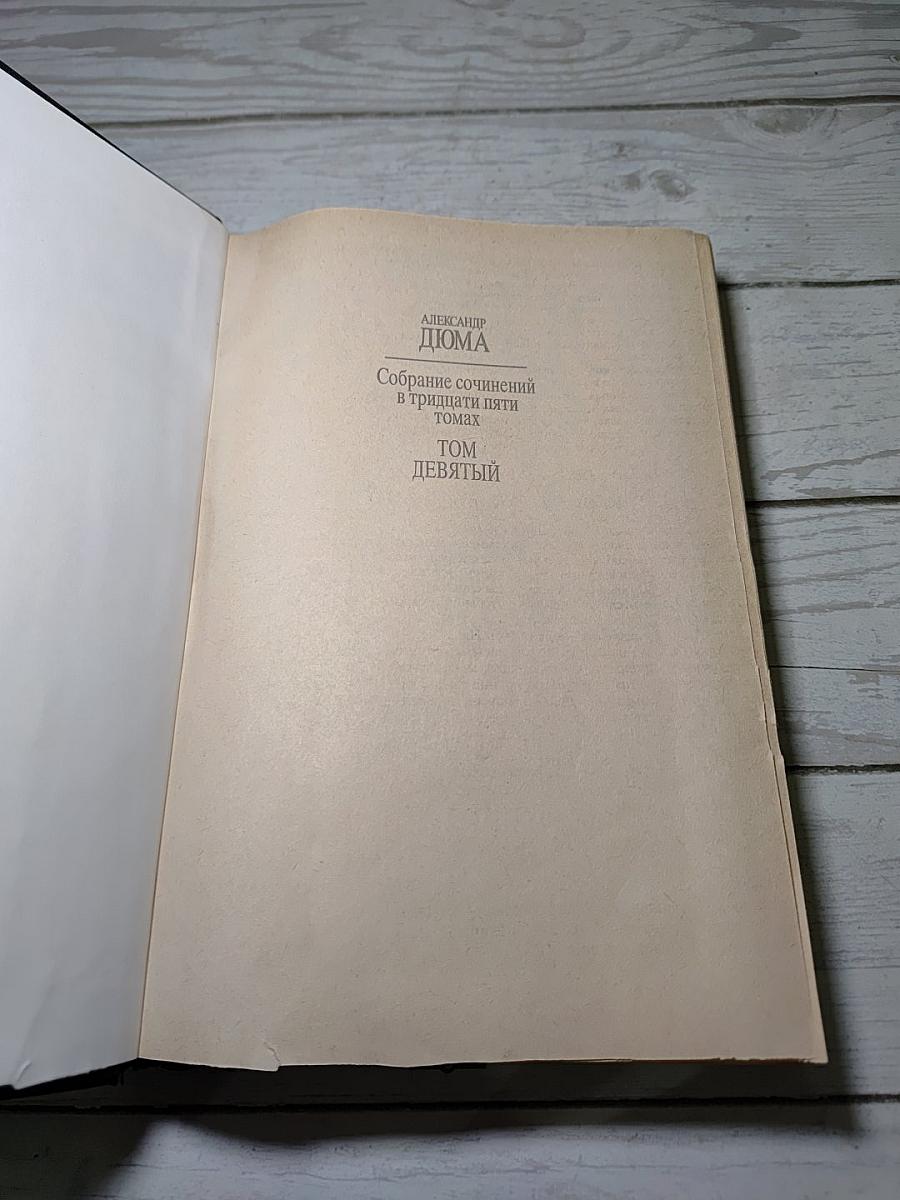 АЛЕКСАНДР
ДЮМА
Собрание сочинений
в тридцати пяти
томах
ТОМ
ДЕВЯТЫЙ